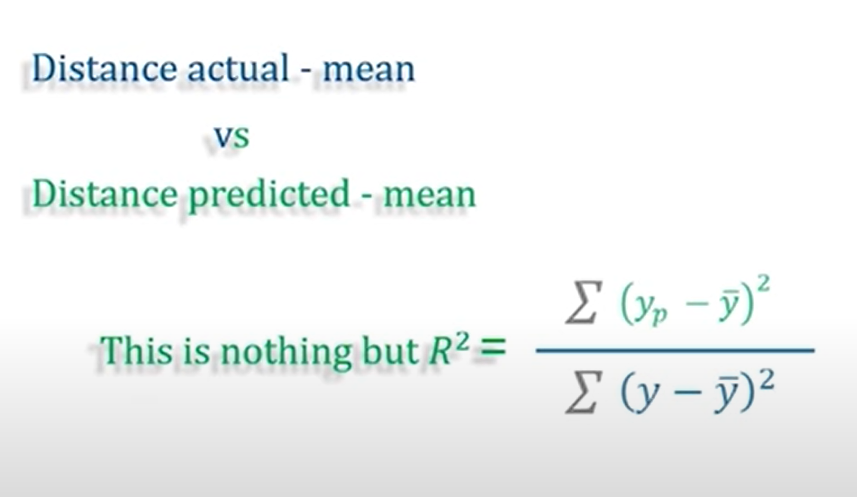 Distance actual - mean
vs
Distance predicted - mean
∑ (yₚ − ȳ)²
This is nothing but R² =
∑ (y − ȳ)²